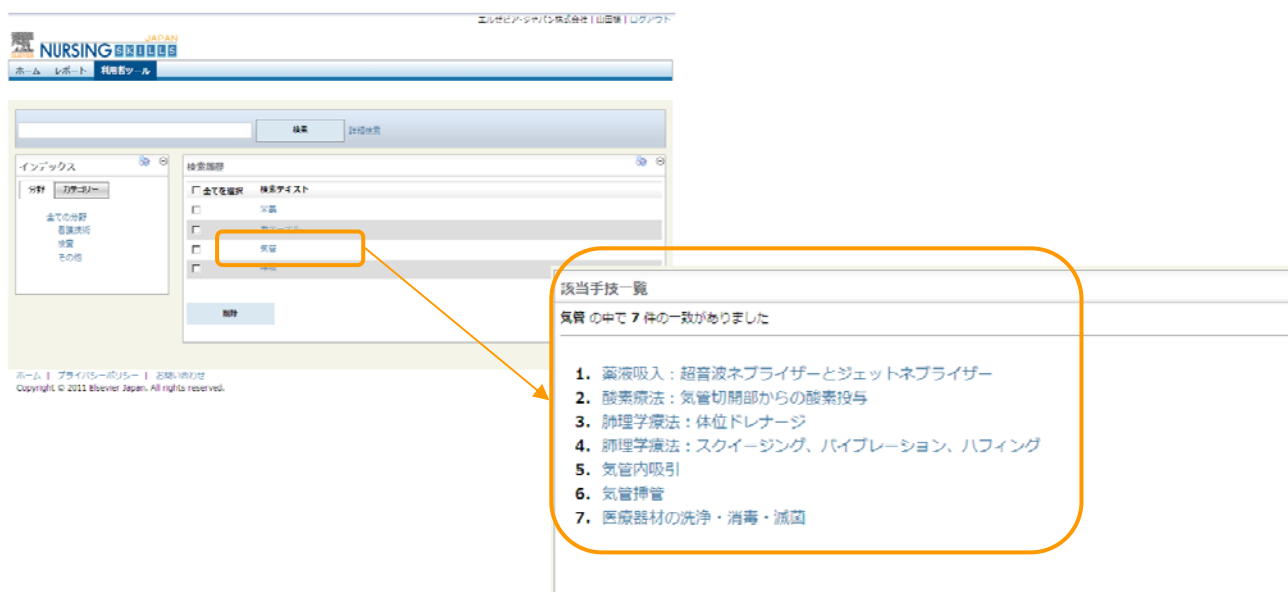 エルゼビア・ジャパン株式会社 | 山田様 | ログアウト
JAPAN
NURSING SKILLS
ホーム レポート 利用者ツール
検索 詳細検索
インデックス
分野 カテゴリー
全ての分野
看護技術
検査
その他
検索履歴
全てを選択 検索テキスト
栄養
気管
削除
ホーム | プライバシーポリシー | お問い合わせ
Copyright © 2011 Elsevier Japan. All rights reserved.
該当手技一覧
気管 の中で 7 件の一致がありました
1. 薬液吸入：超音波ネブライザーとジェットネブライザー
2. 酸素療法：気管切開部からの酸素投与
3. 肺理学療法：体位ドレナージ
4. 肺理学療法：スクイージング、バイブレーション、ハフィング
5. 気管内吸引
6. 気管挿管
7. 医療器材の洗浄・消毒・滅菌